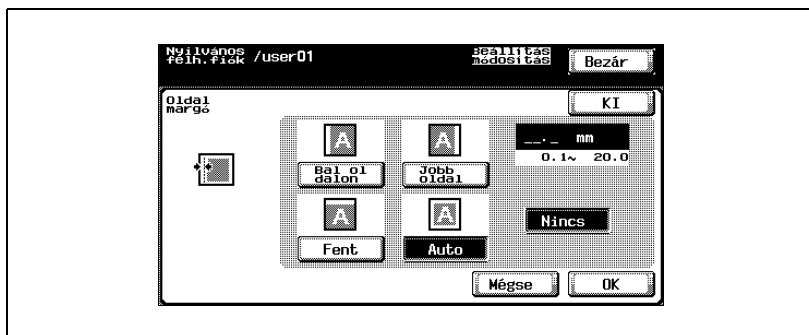 Nyilvános
felh.fiók /user01
Beállítás
módosítás
Bezár
Oldal
margó
KI
A
A
__._ mm
0.1~ 20.0
Bal ol
dalon
Jobb
oldal
A
A
Nincs
Fent
Auto
Mégse
OK